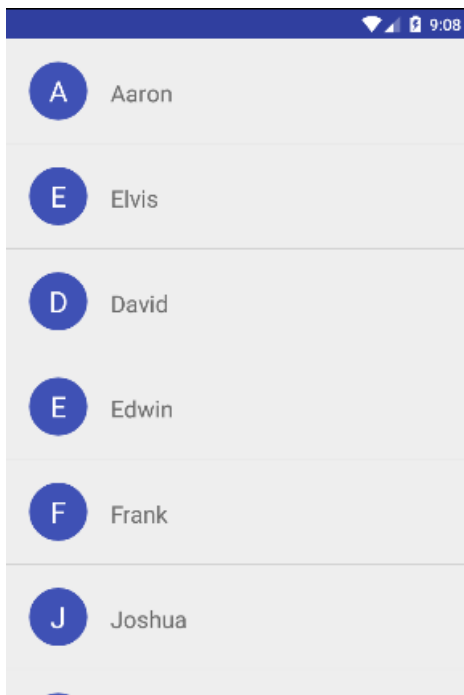 9:08
A Aaron
E Elvis
D David
E Edwin
F Frank
J Joshua